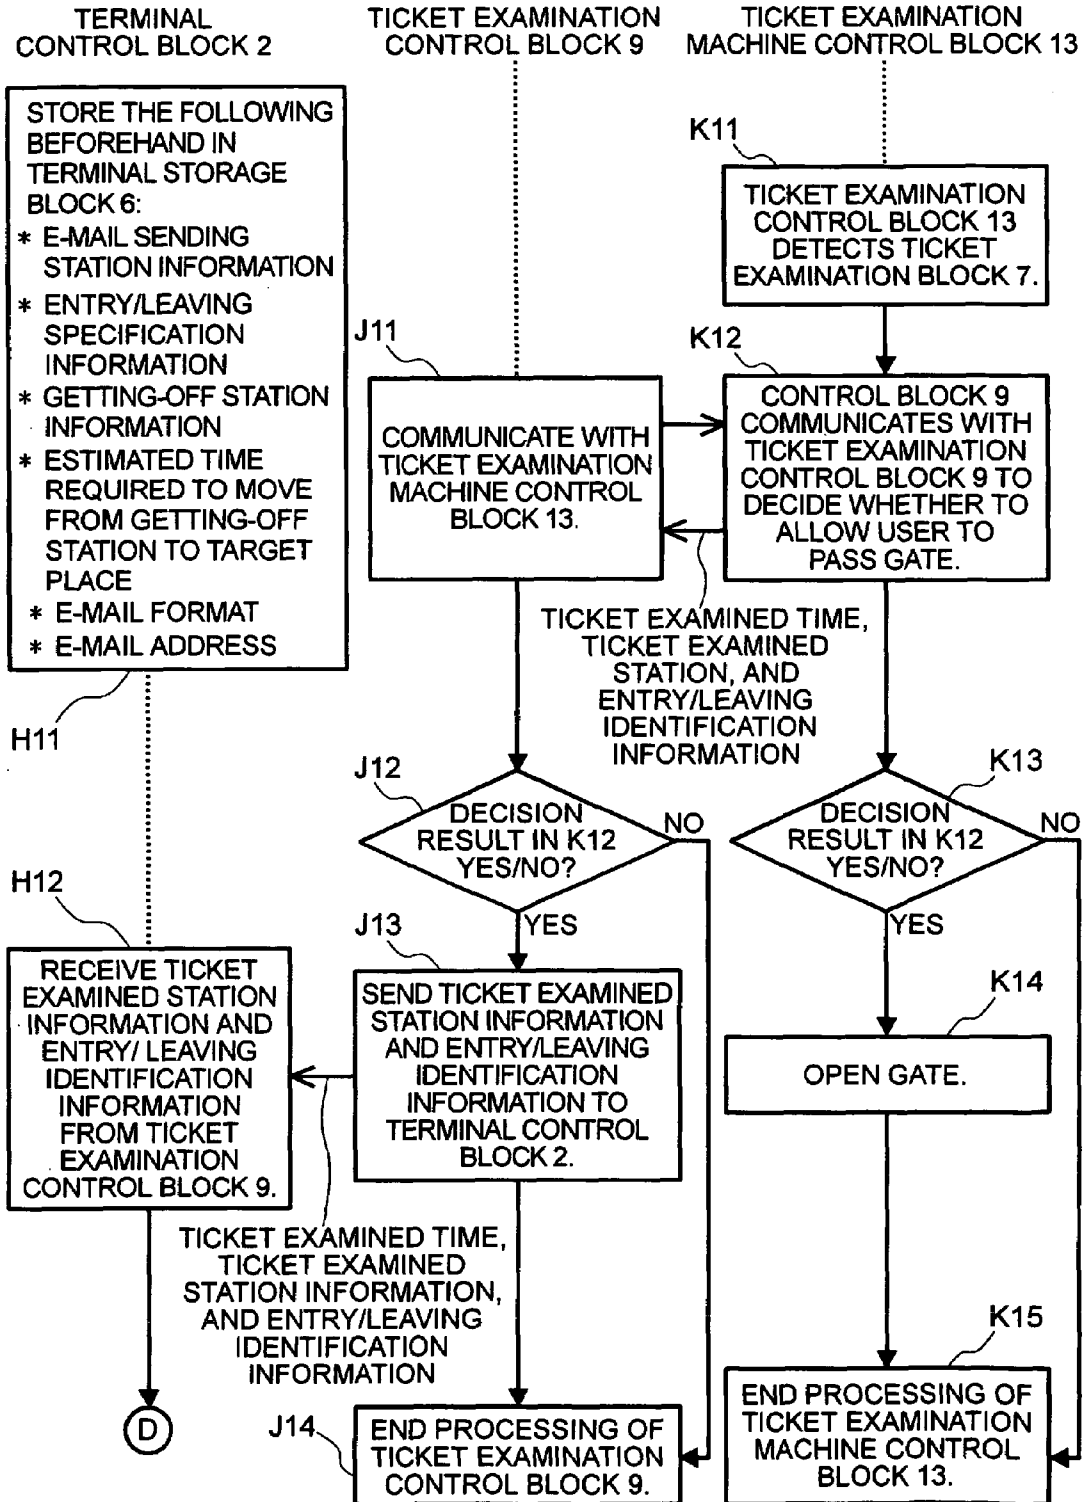 TERMINAL
CONTROL BLOCK 2
TICKET EXAMINATION
CONTROL BLOCK 9
TICKET EXAMINATION
MACHINE CONTROL BLOCK 13
STORE THE FOLLOWING
BEFOREHAND IN
TERMINAL STORAGE
BLOCK 6:
* E-MAIL SENDING
STATION INFORMATION
* ENTRY/LEAVING
SPECIFICATION
INFORMATION
* GETTING-OFF STATION
INFORMATION
* ESTIMATED TIME
REQUIRED TO MOVE
FROM GETTING-OFF
STATION TO TARGET
PLACE
* E-MAIL FORMAT
* E-MAIL ADDRESS
H11
K11
TICKET EXAMINATION
CONTROL BLOCK 13
DETECTS TICKET
EXAMINATION BLOCK 7.
J11
COMMUNICATE WITH
TICKET EXAMINATION
MACHINE CONTROL
BLOCK 13.
K12
CONTROL BLOCK 9
COMMUNICATES WITH
TICKET EXAMINATION
CONTROL BLOCK 9 TO
DECIDE WHETHER TO
ALLOW USER TO
PASS GATE.
TICKET EXAMINED TIME,
TICKET EXAMINED
STATION, AND
ENTRY/LEAVING
IDENTIFICATION
INFORMATION
J12
DECISION
RESULT IN K12
YES/NO?
NO
YES
K13
DECISION
RESULT IN K12
YES/NO?
NO
YES
H12
RECEIVE TICKET
EXAMINED STATION
INFORMATION AND
ENTRY/ LEAVING
IDENTIFICATION
INFORMATION
FROM TICKET
EXAMINATION
CONTROL BLOCK 9.
J13
SEND TICKET EXAMINED
STATION INFORMATION
AND ENTRY/LEAVING
IDENTIFICATION
INFORMATION TO
TERMINAL CONTROL
BLOCK 2.
K14
OPEN GATE.
TICKET EXAMINED TIME,
TICKET EXAMINED
STATION INFORMATION,
AND ENTRY/LEAVING
IDENTIFICATION
INFORMATION
D
J14
END PROCESSING OF
TICKET EXAMINATION
CONTROL BLOCK 9.
K15
END PROCESSING OF
TICKET EXAMINATION
MACHINE CONTROL
BLOCK 13.